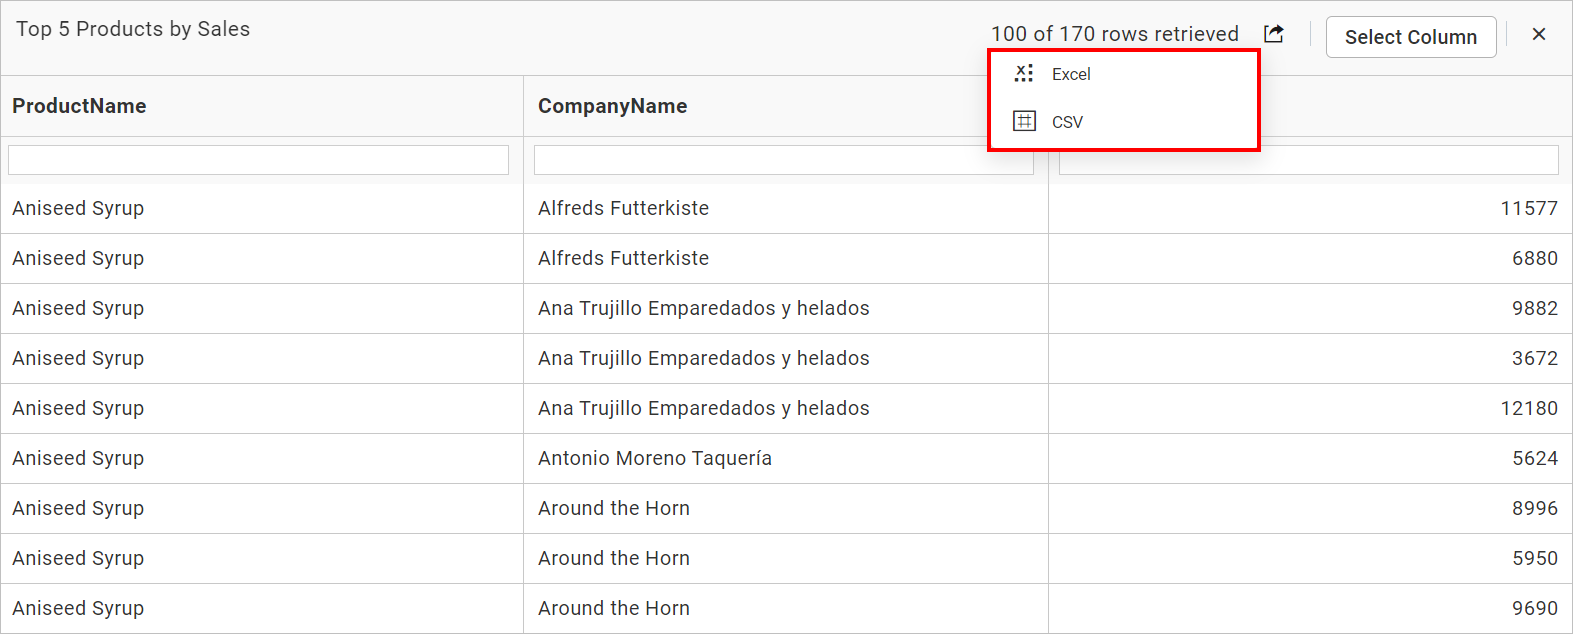 Top 5 Products by Sales
100 of 170 rows retrieved
Select Column
Excel
CSV
ProductName CompanyName
Aniseed Syrup Alfreds Futterkiste 11577
Aniseed Syrup Alfreds Futterkiste 6880
Aniseed Syrup Ana Trujillo Emparedados y helados 9882
Aniseed Syrup Ana Trujillo Emparedados y helados 3672
Aniseed Syrup Ana Trujillo Emparedados y helados 12180
Aniseed Syrup Antonio Moreno Taquería 5624
Aniseed Syrup Around the Horn 8996
Aniseed Syrup Around the Horn 5950
Aniseed Syrup Around the Horn 9690